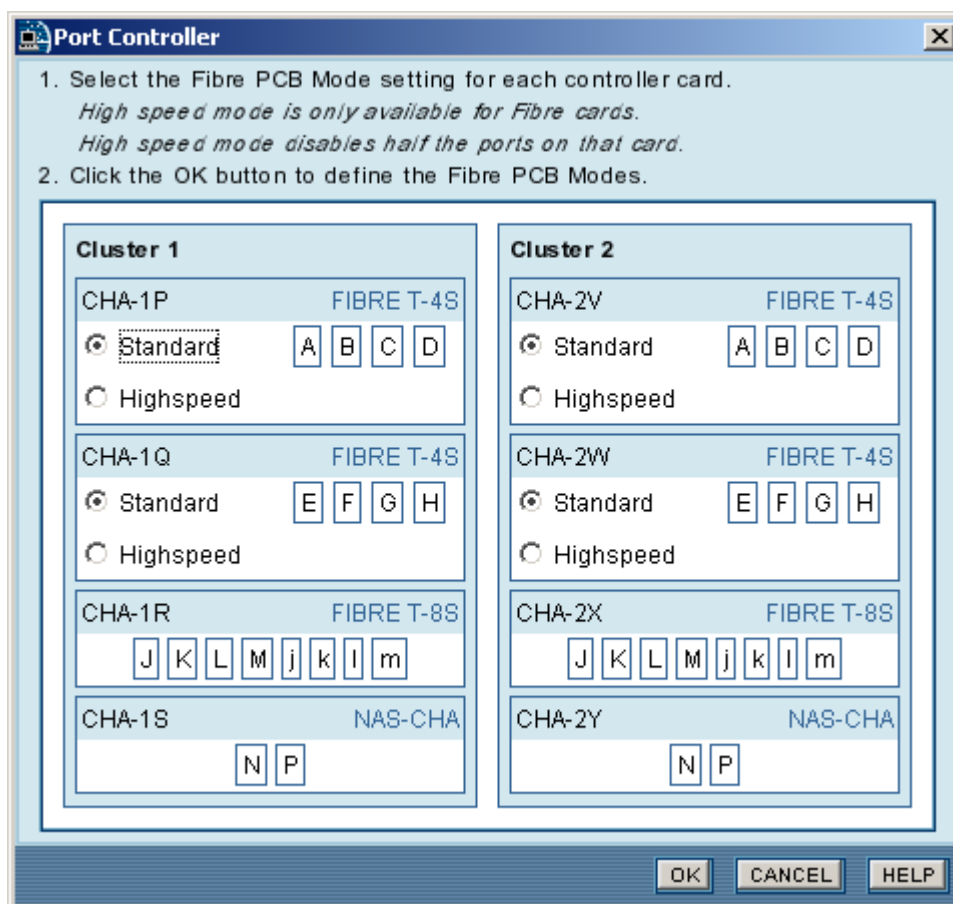 Port Controller
1. Select the Fibre PCB Mode setting for each controller card.
High speed mode is only available for Fibre cards.
High speed mode disables half the ports on that card.
2. Click the OK button to define the Fibre PCB Modes.
Cluster 1
CHA-1P FIBRE T-4S
Standard A B C D
Highspeed
CHA-1Q FIBRE T-4S
Standard E F G H
Highspeed
CHA-1R FIBRE T-8S
J K L M j k l m
CHA-1S NAS-CHA
N P
Cluster 2
CHA-2V FIBRE T-4S
Standard A B C D
Highspeed
CHA-2W FIBRE T-4S
Standard E F G H
Highspeed
CHA-2X FIBRE T-8S
J K L M j k l m
CHA-2Y NAS-CHA
N P
OK CANCEL HELP